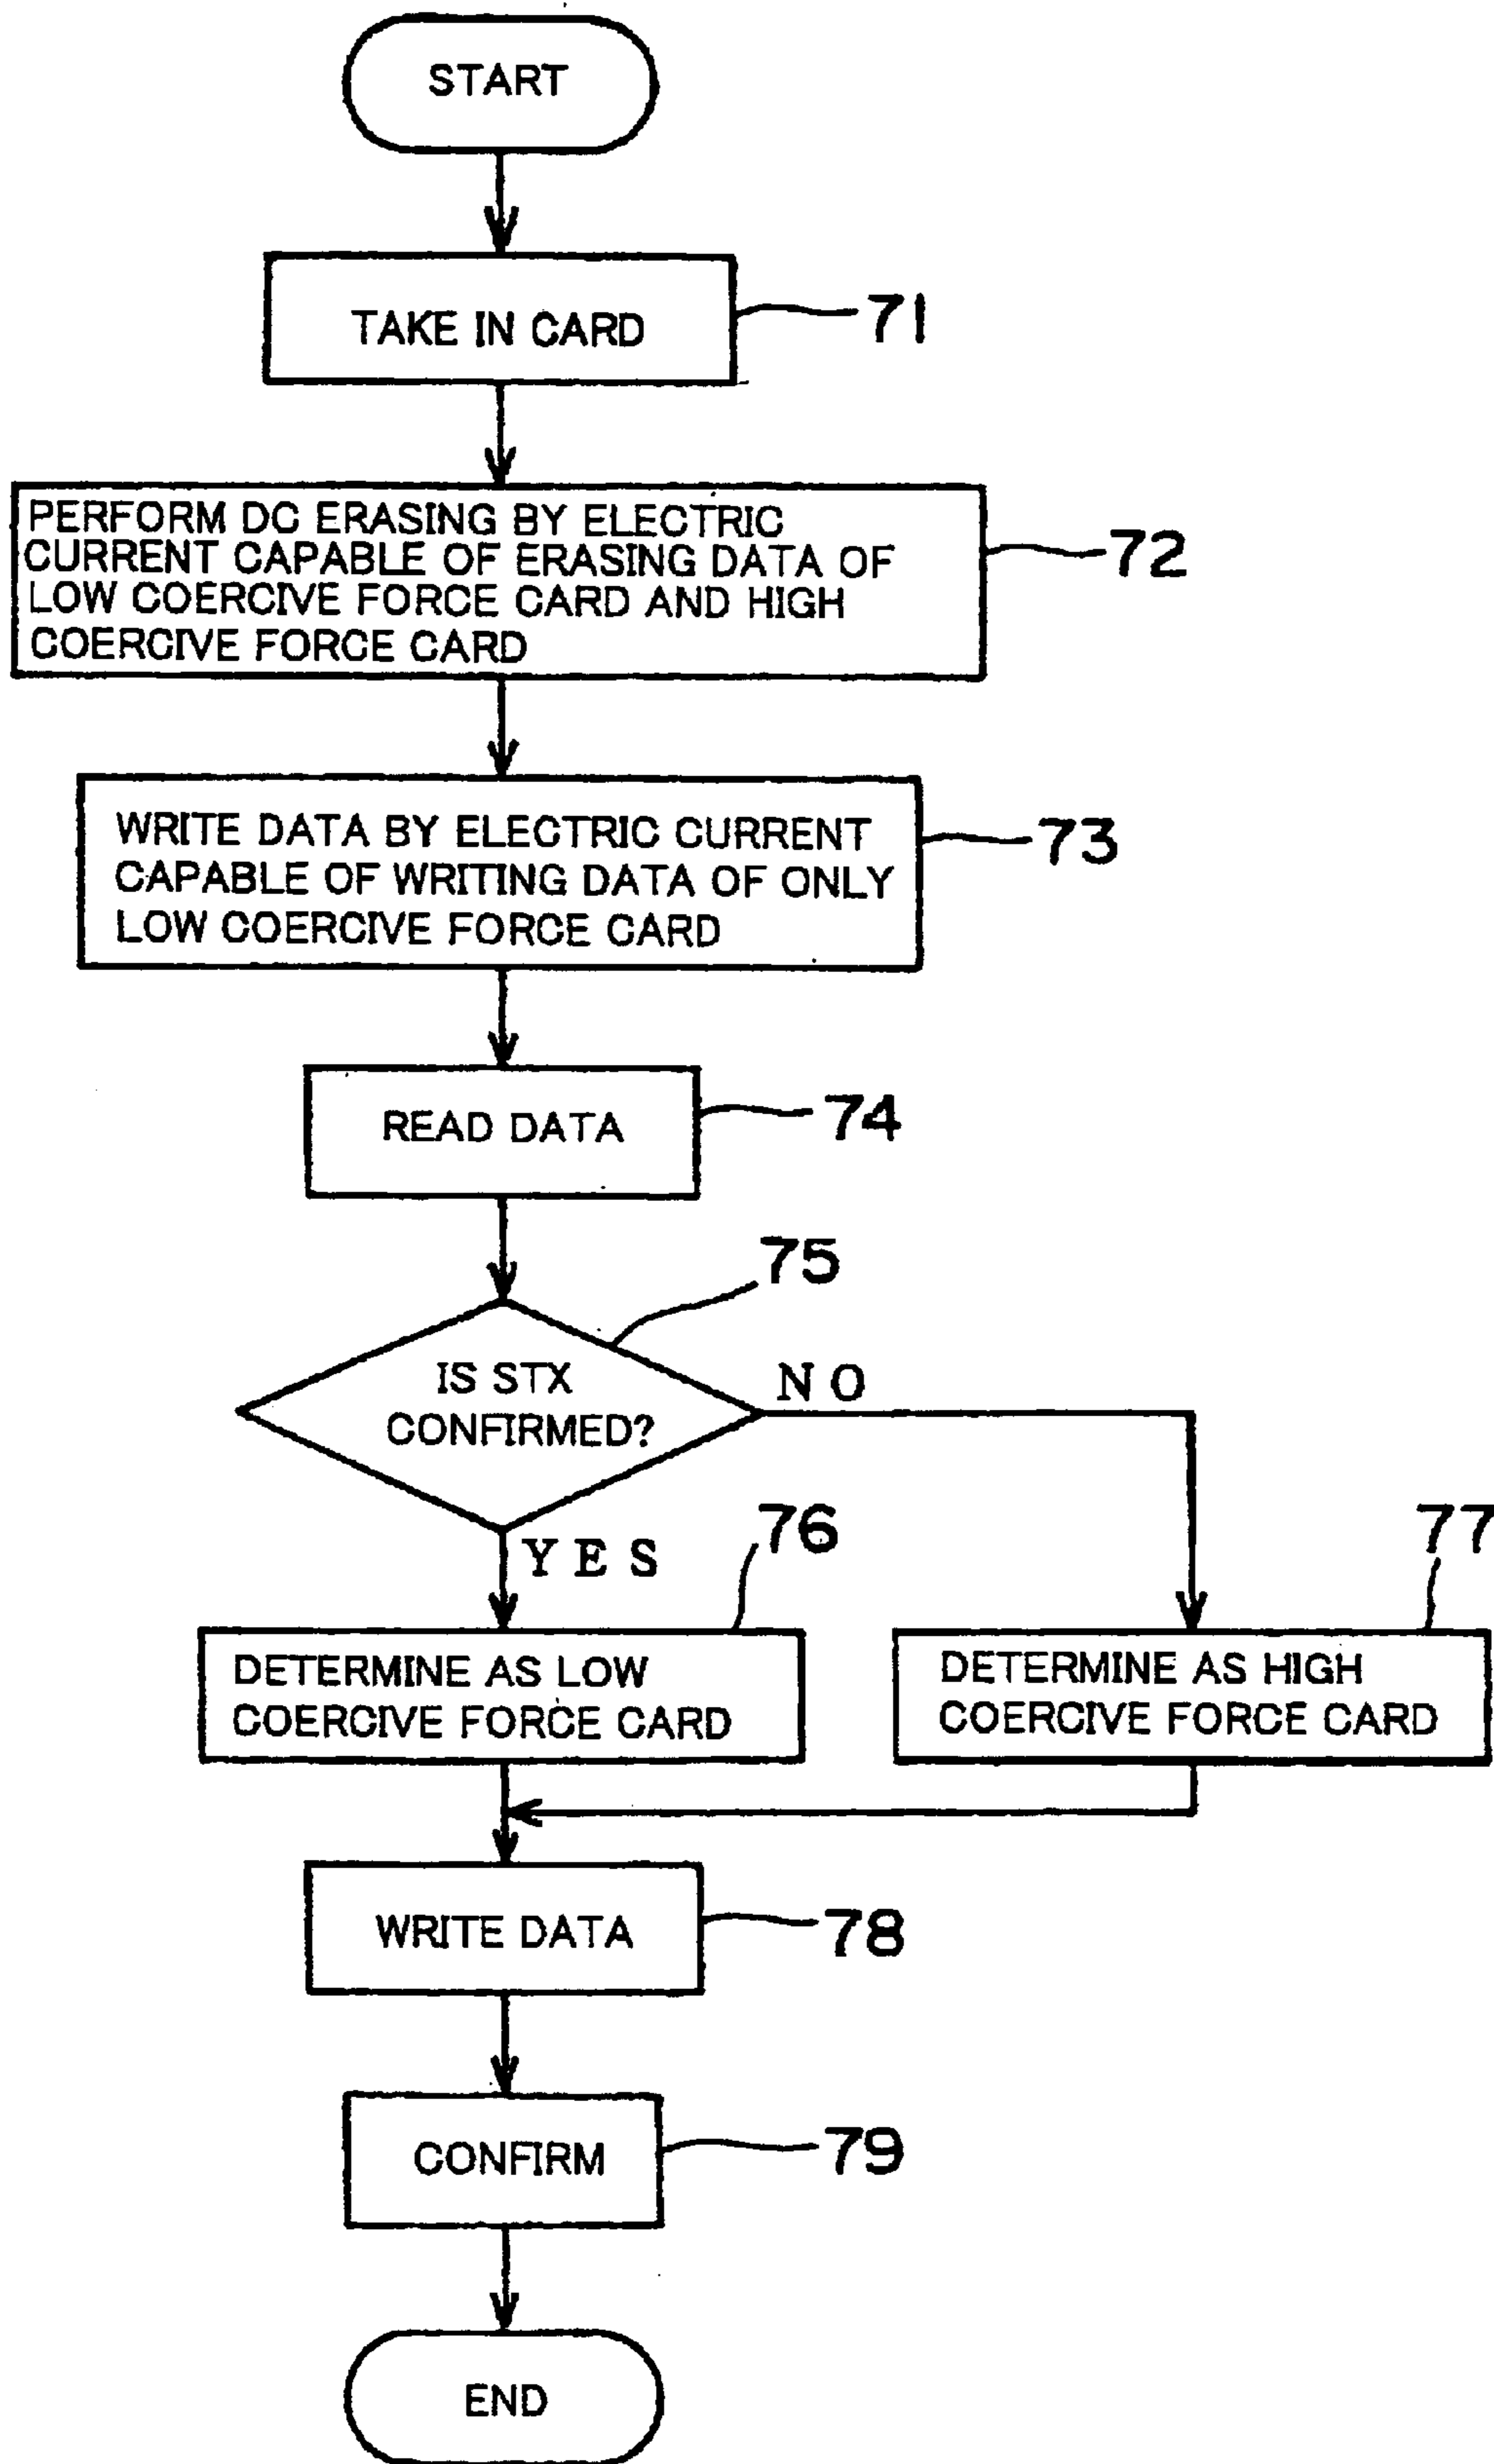 START
TAKE IN CARD
71
PERFORM DC ERASING BY ELECTRIC
CURRENT CAPABLE OF ERASING DATA OF
LOW COERCIVE FORCE CARD AND HIGH
COERCIVE FORCE CARD
72
WRITE DATA BY ELECTRIC CURRENT
CAPABLE OF WRITING DATA OF ONLY
LOW COERCIVE FORCE CARD
73
READ DATA
74
75
IS STX
CONFIRMED?
NO
YES
76
77
DETERMINE AS LOW
COERCIVE FORCE CARD
DETERMINE AS HIGH
COERCIVE FORCE CARD
WRITE DATA
78
CONFIRM
79
END